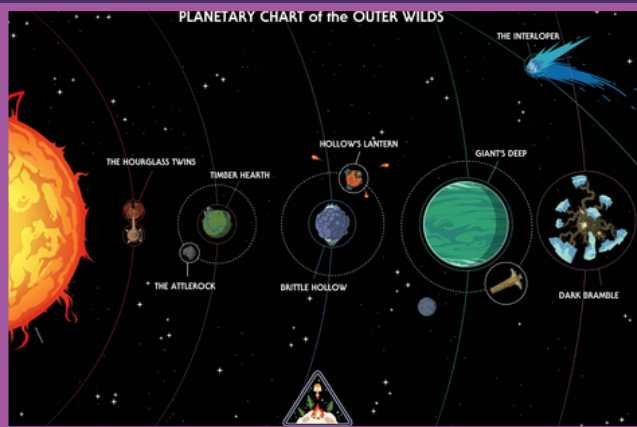 PLANETARY CHART of the OUTER WILDS
THE INTERLOPER
HOLLOW'S LANTERN
GIANT'S DEEP
THE HOURGLASS TWINS
TIMBER HEARTH
THE ATTLEROCK
BRITTLE HOLLOW
DARK BRAMBLE